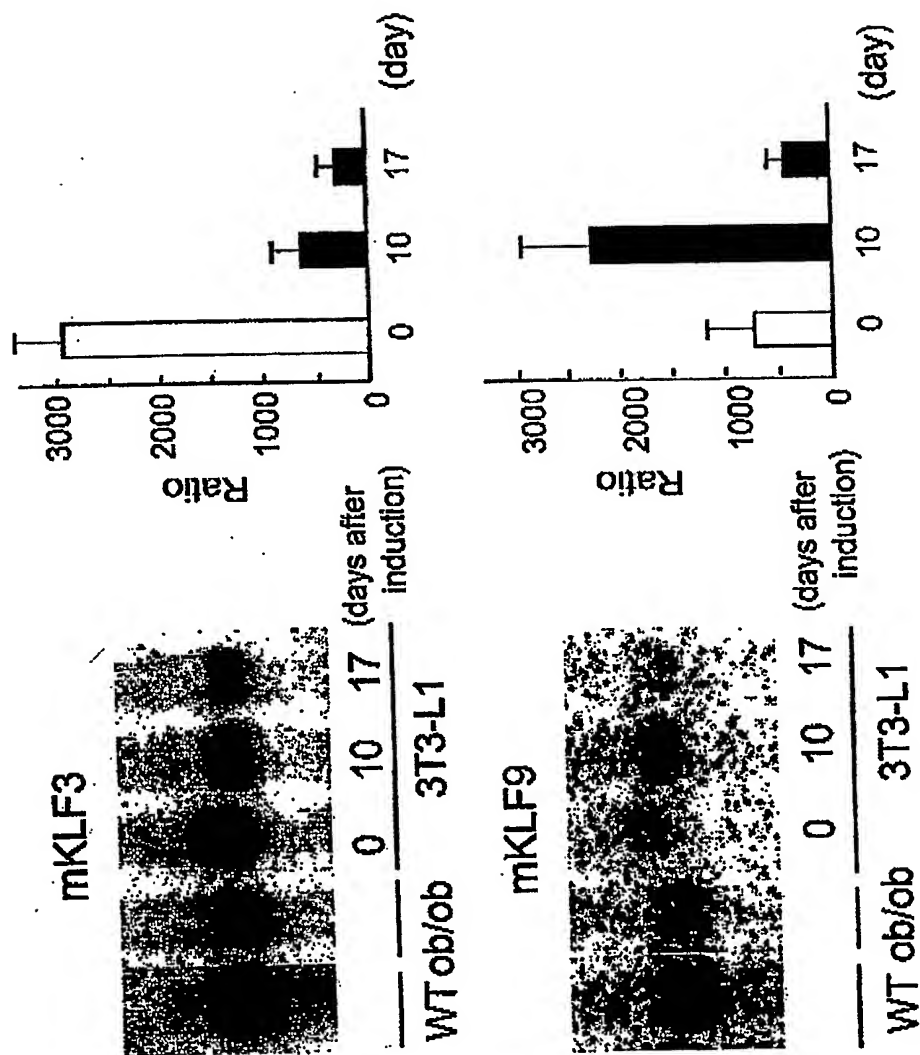 mKLF3
WT ob/ob 0 10 17 (days after induction)
3T3-L1
Ratio
3000
2000
1000
0
0 10 17 (day)
mKLF9
WT ob/ob 0 10 17 (days after induction)
3T3-L1
Ratio
3000
2000
1000
0
0 10 17 (day)